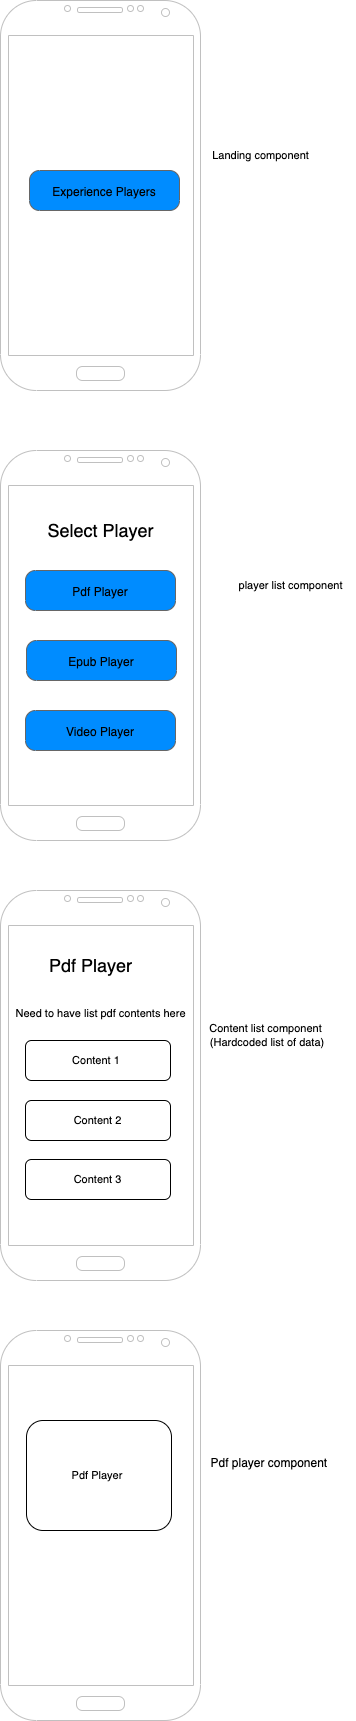 Landing component
Experience Players
Select Player
player list component
Pdf Player
Epub Player
Video Player
Pdf Player
Need to have list pdf contents here
Content list component
(Hardcoded list of data)
Content 1
Content 2
Content 3
Pdf player component
Pdf Player